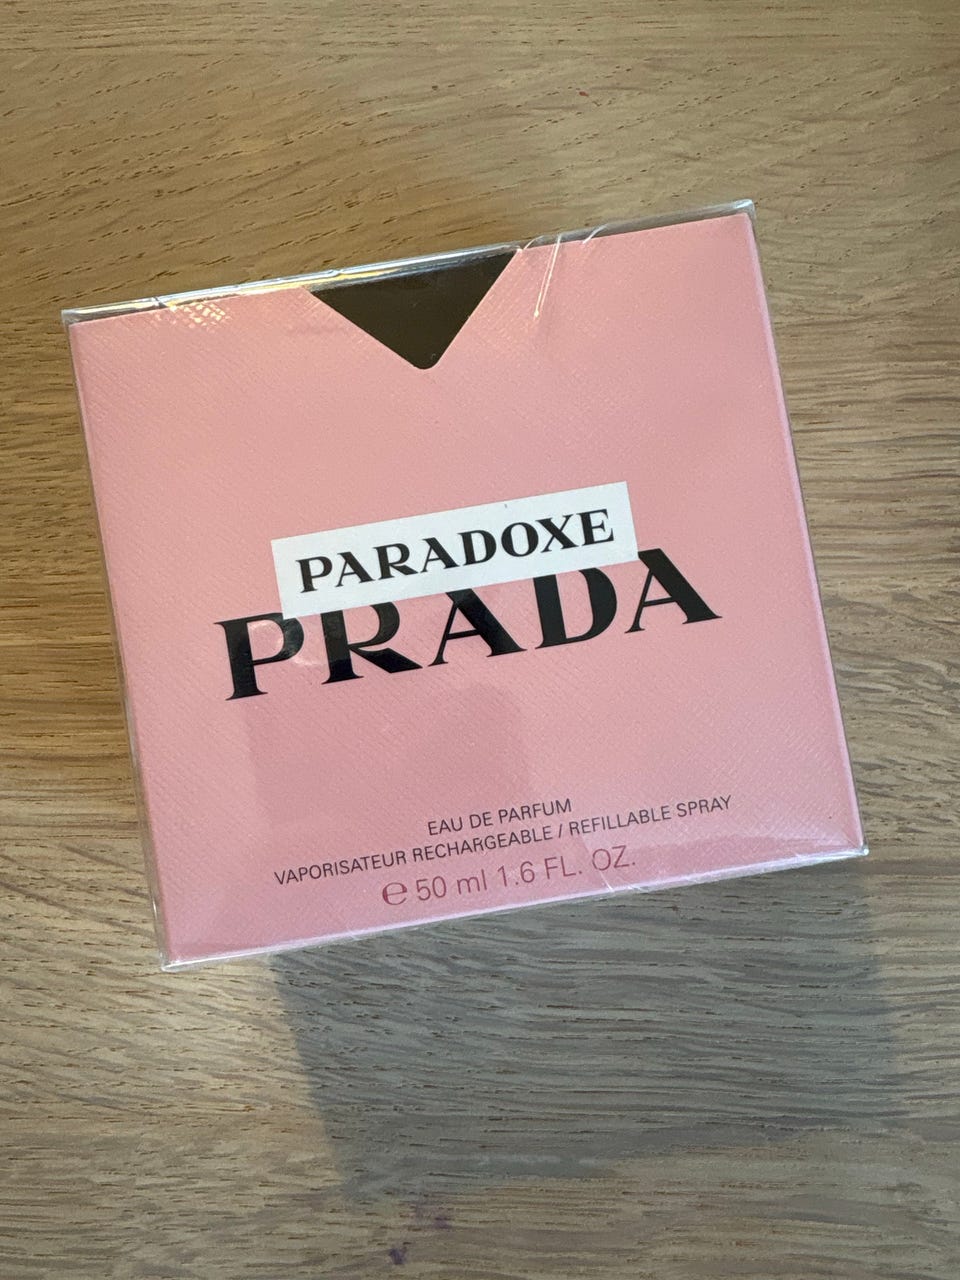 PARADOXE
PRADA
EAU DE PARFUM
VAPORISATEUR RECHARGEABLE / REFILLABLE SPRAY
℮ 50 ml 1.6 FL. OZ.